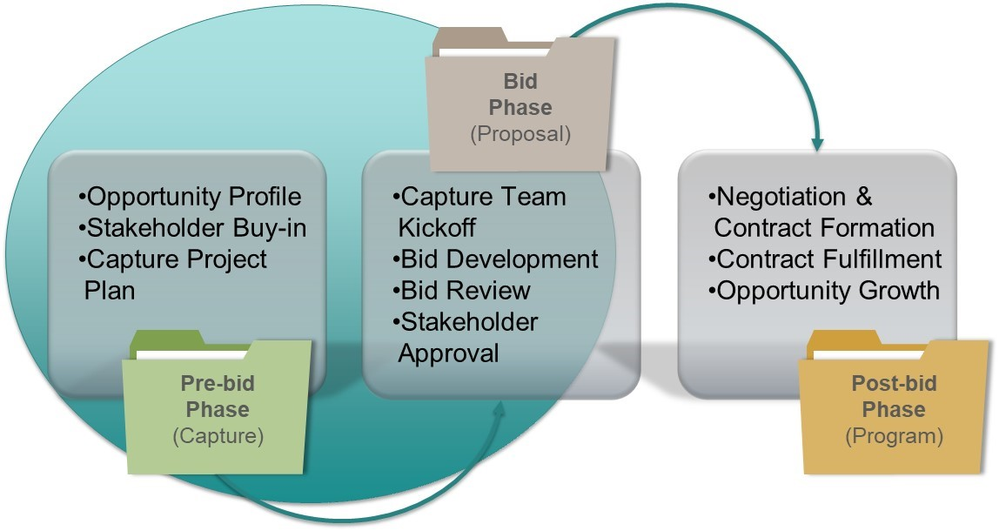 •Opportunity Profile
•Stakeholder Buy-in
•Capture Project
Plan
Pre-bid
Phase
(Capture)
Bid
Phase
(Proposal)
•Capture Team
Kickoff
•Bid Development
•Bid Review
•Stakeholder
Approval
•Negotiation &
Contract Formation
•Contract Fulfillment
•Opportunity Growth
Post-bid
Phase
(Program)